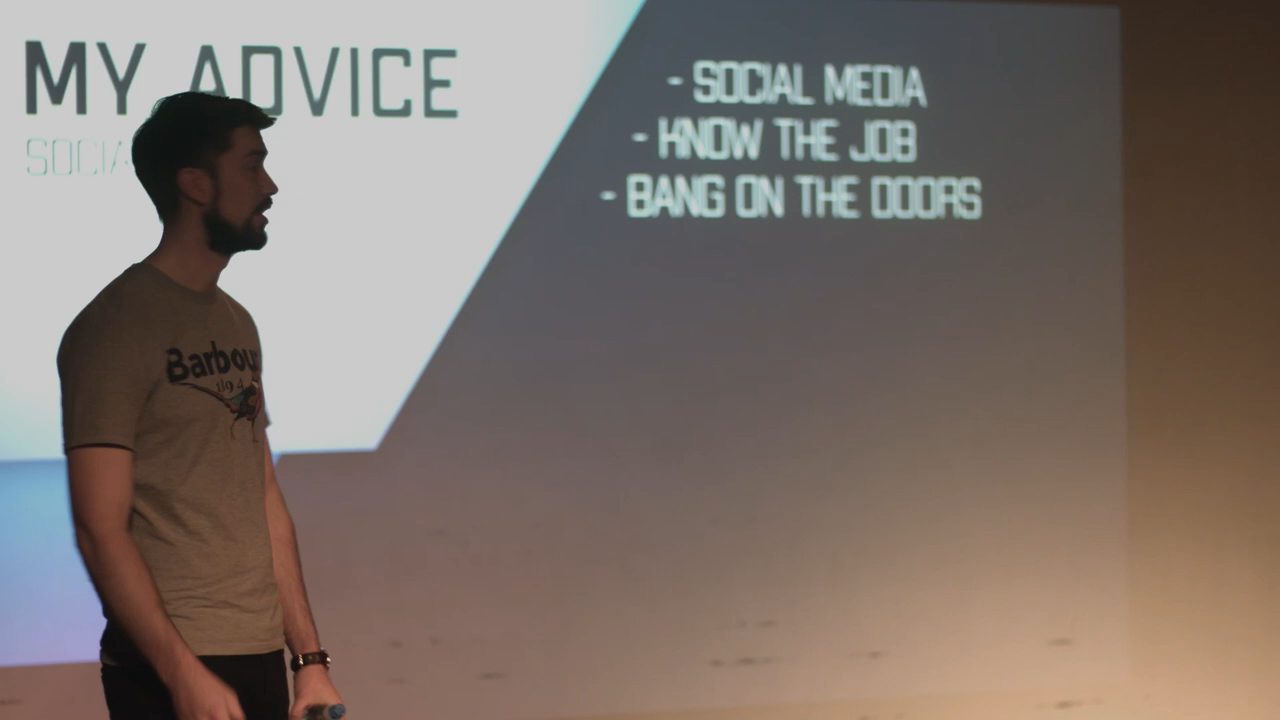 MY ADVICE
- SOCIAL MEDIA
- KNOW THE JOB
- BANG ON THE DOORS